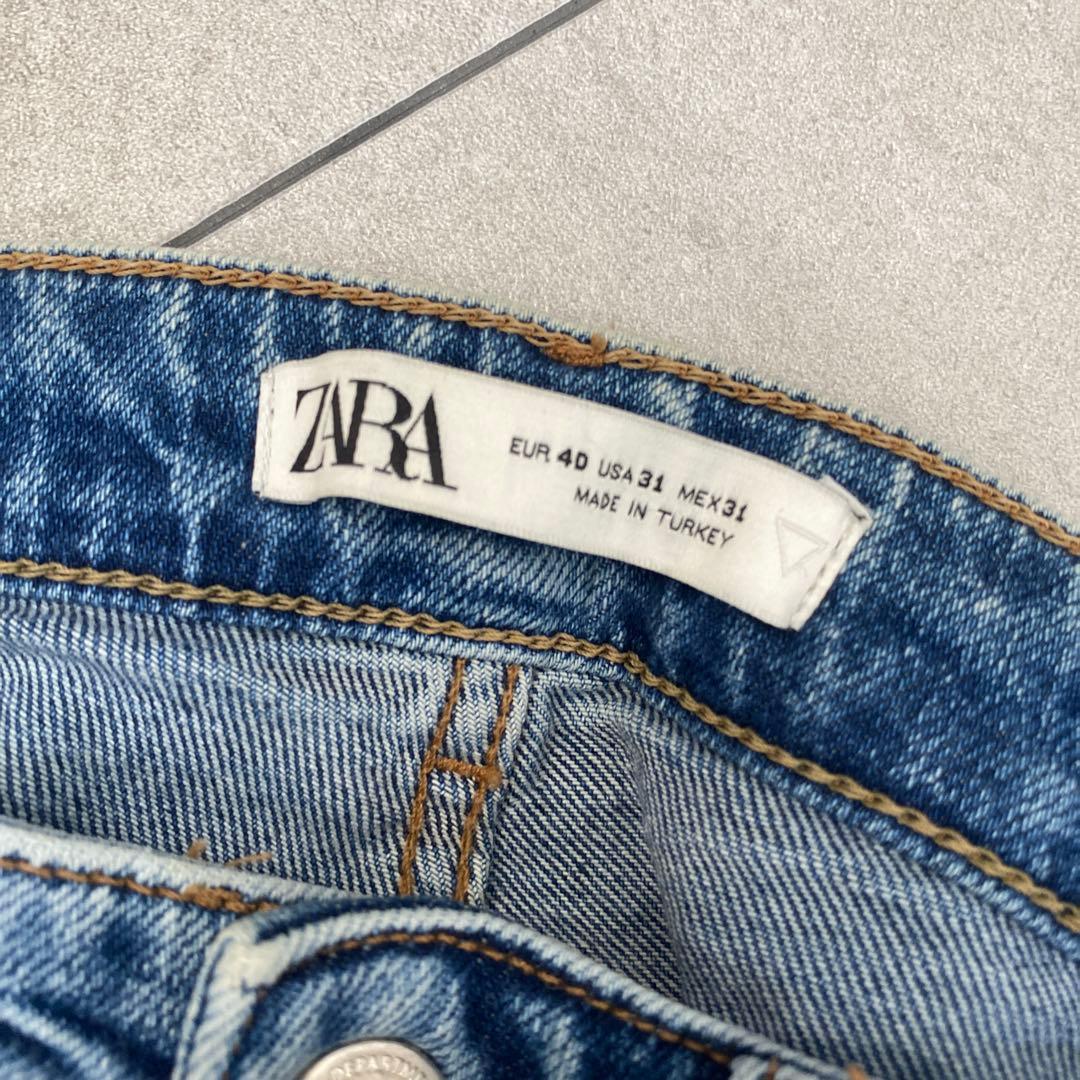 ZARA
EUR 40 USA 31 MEX 31
MADE IN TURKEY